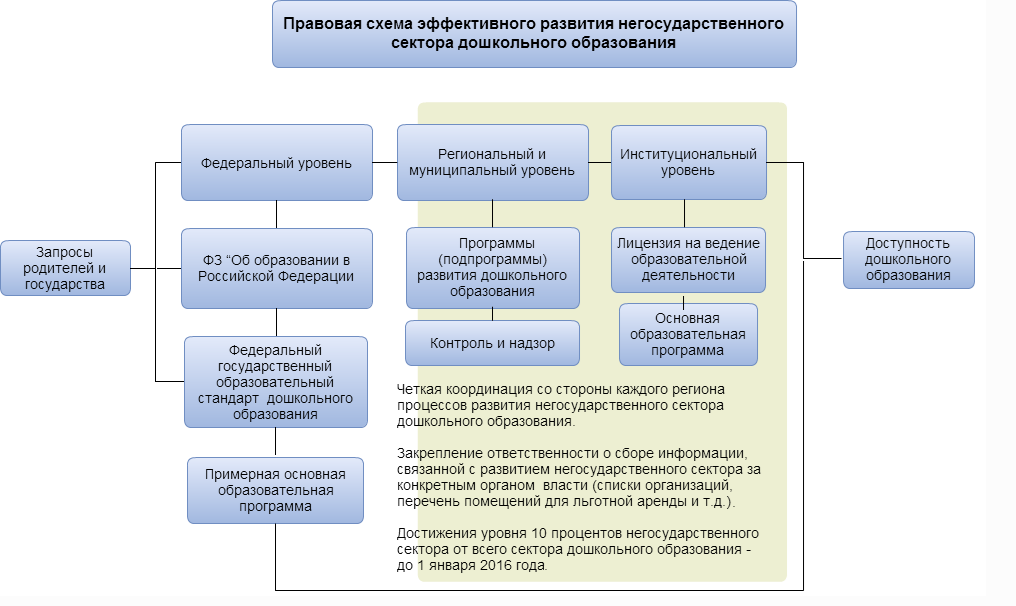 Правовая схема эффективного развития негосударственного
сектора дошкольного образования
Федеральный уровень
Региональный и
муниципальный уровень
Институциональный
уровень
Запросы
родителей и
государства
ФЗ “Об образовании в
Российской Федерации
Программы
(подпрограммы)
развития дошкольного
образования
Лицензия на ведение
образовательной
деятельности
Доступность
дошкольного
образования
Федеральный
государственный
образовательный
стандарт дошкольного
образования
Контроль и надзор
Основная
образовательная
программа
Примерная основная
образовательная
программа
Четкая координация со стороны каждого региона
процессов развития негосударственного сектора
дошкольного образования.
Закрепление ответственности о сборе информации,
связанной с развитием негосударственного сектора за
конкретным органом власти (списки организаций,
перечень помещений для льготной аренды и т.д.).
Достижения уровня 10 процентов негосударственного
сектора от всего сектора дошкольного образования -
до 1 января 2016 года.